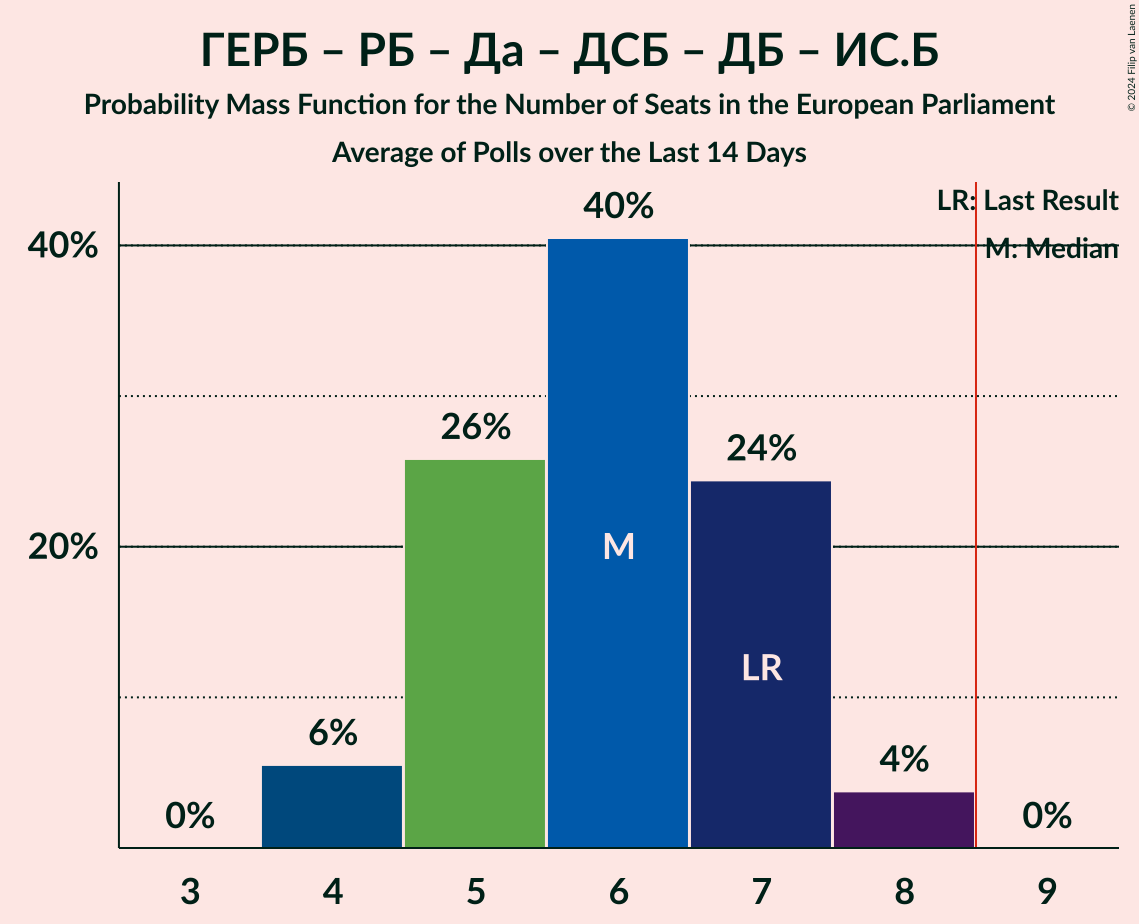 ГЕРБ – РБ – Да – ДСБ – ДБ – ИС.Б
Probability Mass Function for the Number of Seats in the European Parliament
Average of Polls over the Last 14 Days
© 2024 Filip van Laenen
LR: Last Result
M: Median
40%
20%
0%
6%
26%
40%
24%
4%
0%
M
LR
3 4 5 6 7 8 9